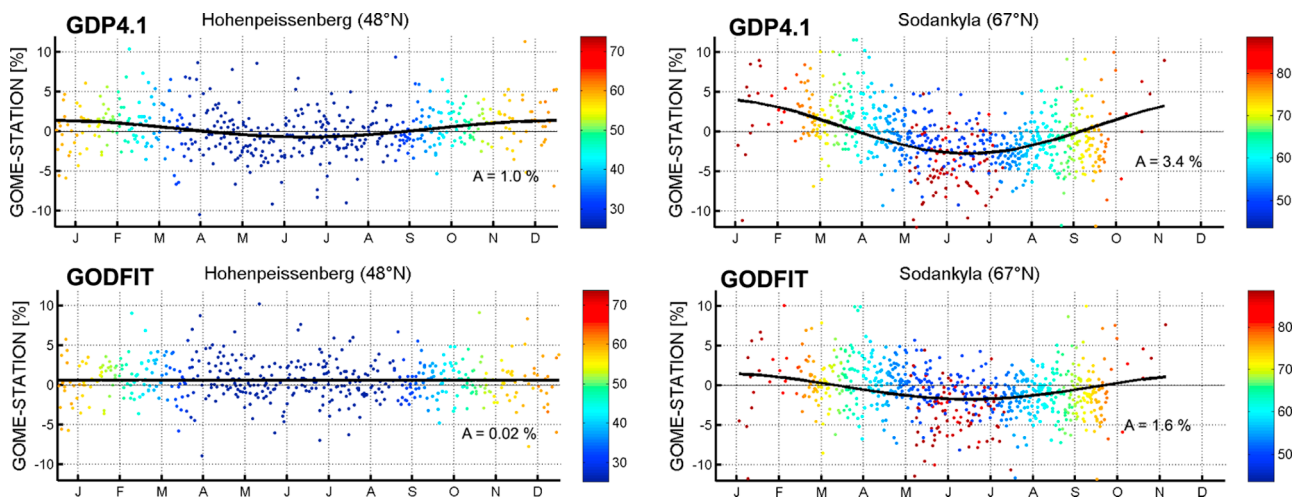 GDP4.1
Hohenpeissenberg (48°N)
GOME-STATION [%]
10
5
0
-5
-10
A = 1.0 %
J F M A M J J A S O N D
70
60
50
40
30
GDP4.1
Sodankyla (67°N)
GOME-STATION [%]
10
5
0
-5
-10
A = 3.4 %
J F M A M J J A S O N D
80
70
60
50
GODFIT
Hohenpeissenberg (48°N)
GOME-STATION [%]
10
5
0
-5
-10
A = 0.02 %
J F M A M J J A S O N D
70
60
50
40
30
GODFIT
Sodankyla (67°N)
GOME-STATION [%]
10
5
0
-5
-10
A = 1.6 %
J F M A M J J A S O N D
80
70
60
50